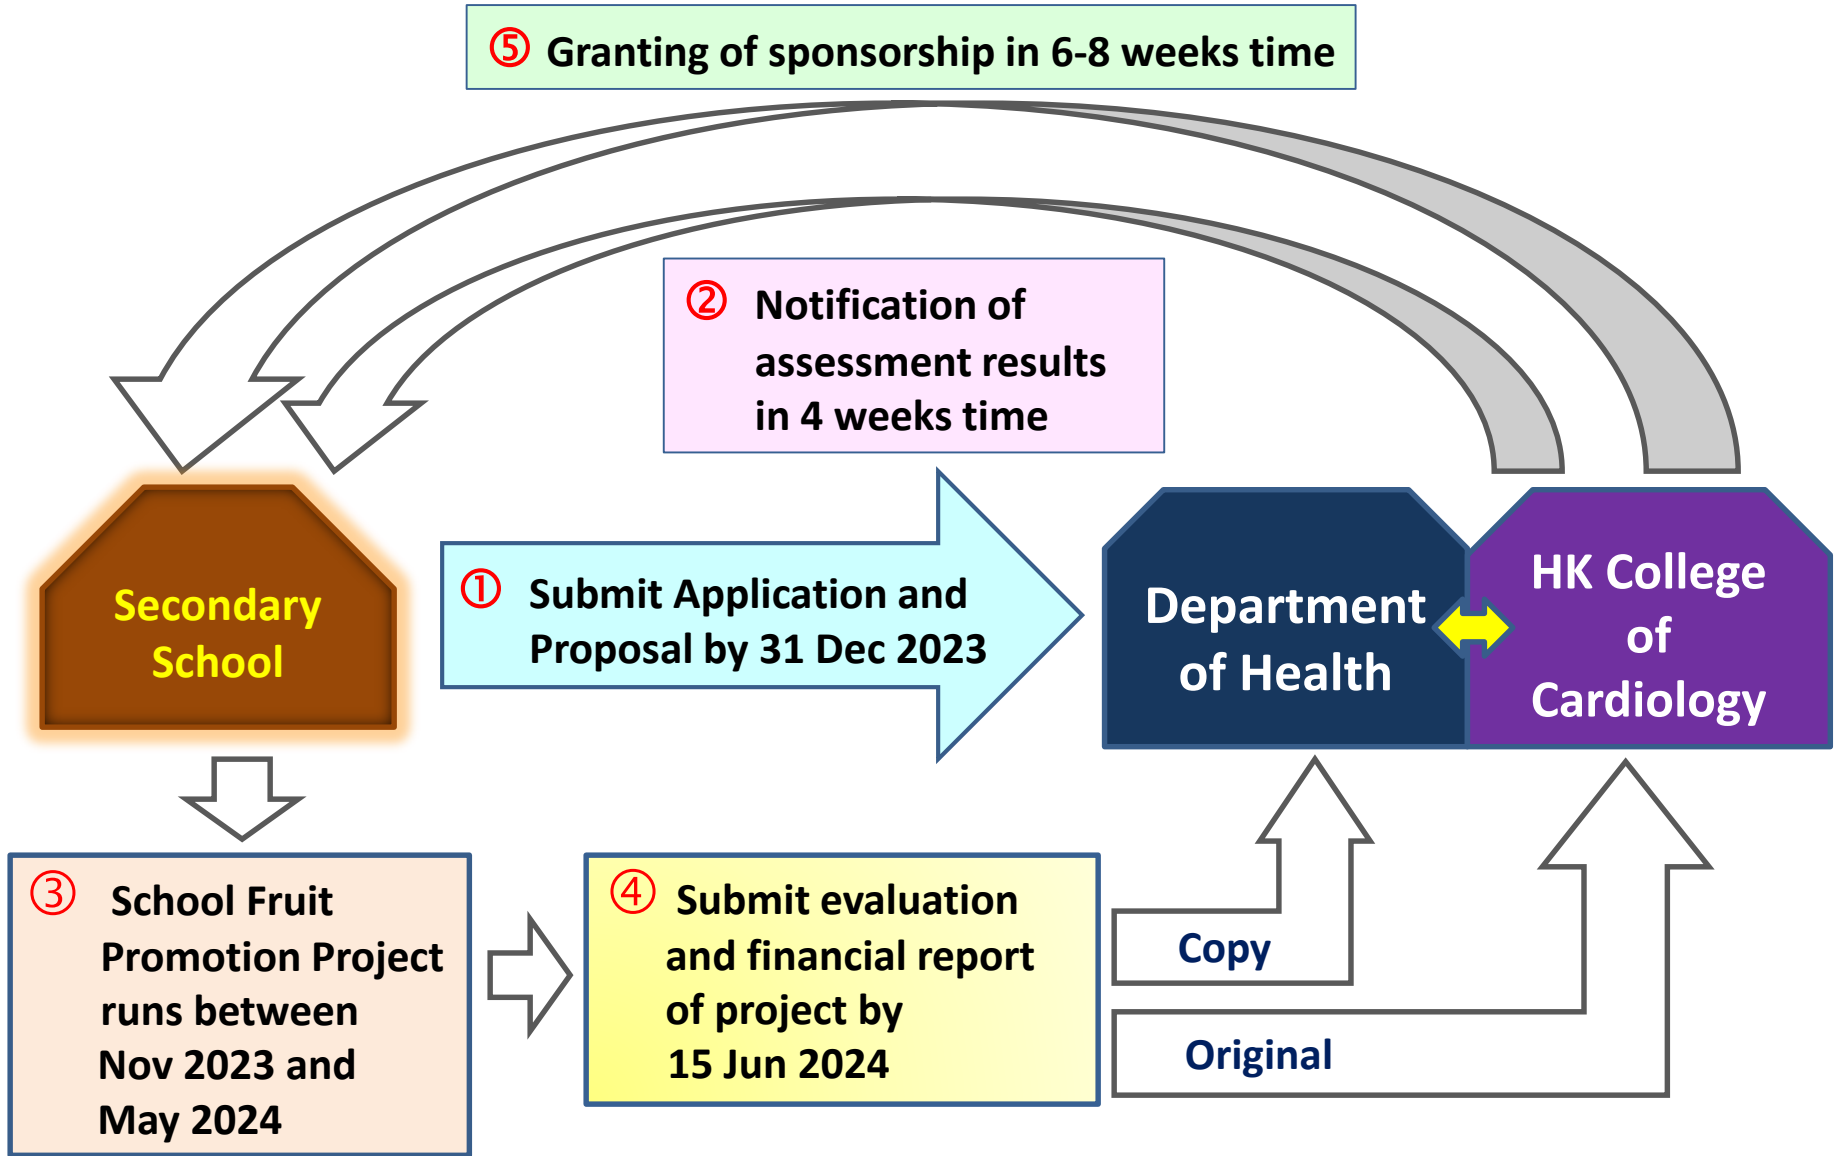 ⑤ Granting of sponsorship in 6-8 weeks time
② Notification of
assessment results
in 4 weeks time
Secondary
School
① Submit Application and
Proposal by 31 Dec 2023
Department
of Health
HK College
of
Cardiology
③ School Fruit
Promotion Project
runs between
Nov 2023 and
May 2024
④ Submit evaluation
and financial report
of project by
15 Jun 2024
Copy
Original